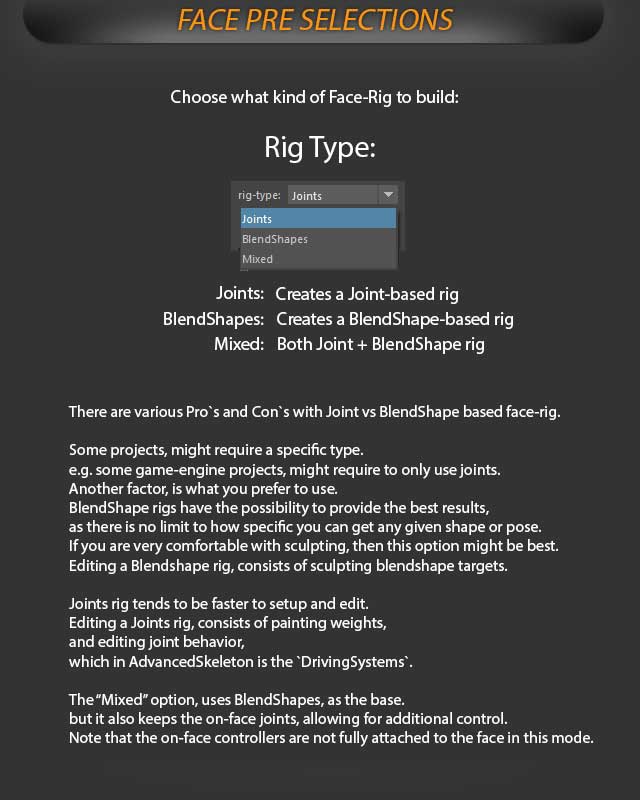 FACE PRE SELECTIONS
Choose what kind of Face-Rig to build:
Rig Type:
rig-type: Joints
Joints
BlendShapes
Mixed
Joints: Creates a Joint-based rig
BlendShapes: Creates a BlendShape-based rig
Mixed: Both Joint + BlendShape rig
There are various Pro`s and Con`s with Joint vs BlendShape based face-rig.
Some projects, might require a specific type.
e.g. some game-engine projects, might require to only use joints.
Another factor, is what you prefer to use.
BlendShape rigs have the possibility to provide the best results,
as there is no limit to how specific you can get any given shape or pose.
If you are very comfortable with sculpting, then this option might be best.
Editing a Blendshape rig, consists of sculpting blendshape targets.
Joints rig tends to be faster to setup and edit.
Editing a Joints rig, consists of painting weights,
and editing joint behavior,
which in AdvancedSkeleton is the `DrivingSystems`.
The “Mixed” option, uses BlendShapes, as the base.
but it also keeps the on-face joints, allowing for additional control.
Note that the on-face controllers are not fully attached to the face in this mode.